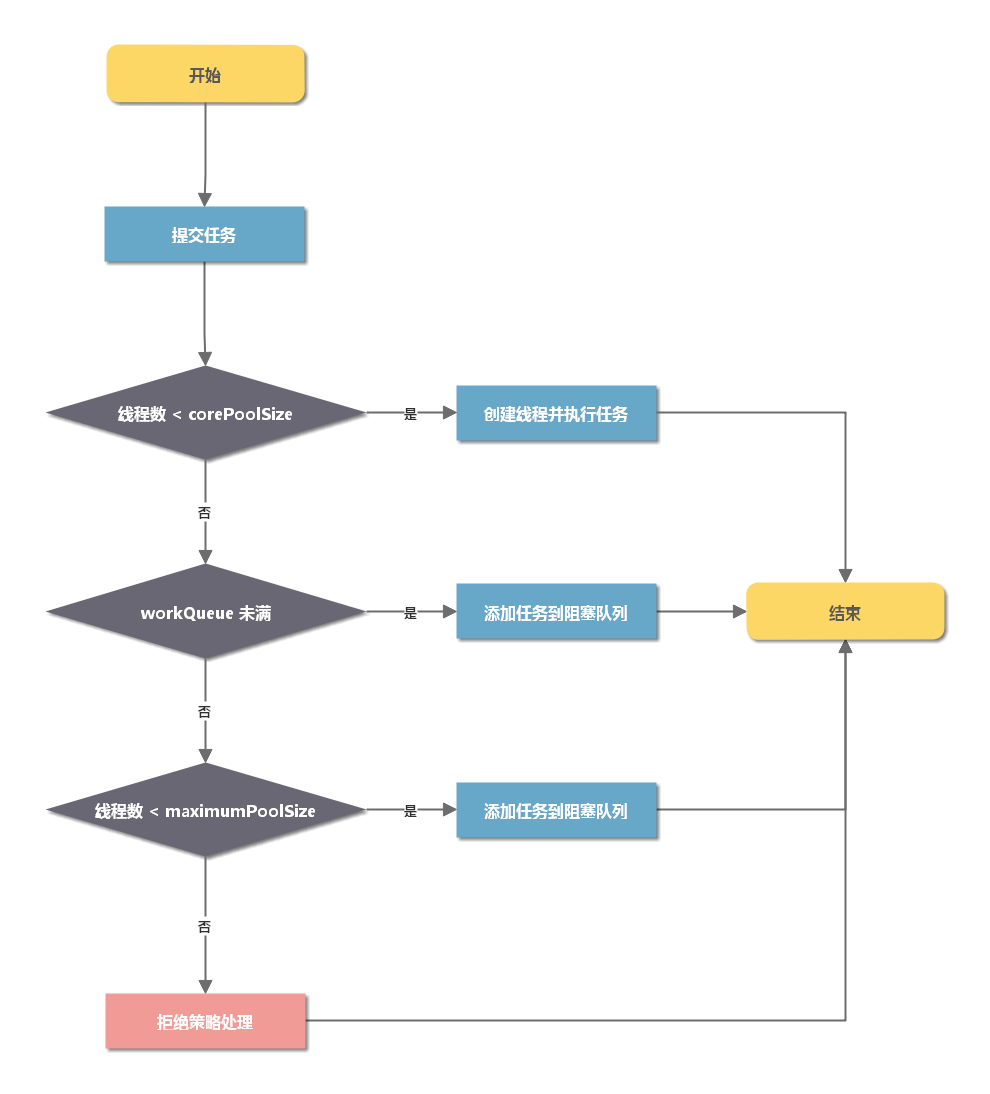 开始
提交任务
线程数 < corePoolSize
是
创建线程并执行任务
否
workQueue 未满
是
添加任务到阻塞队列
结束
否
线程数 < maximumPoolSize
是
添加任务到阻塞队列
否
拒绝策略处理